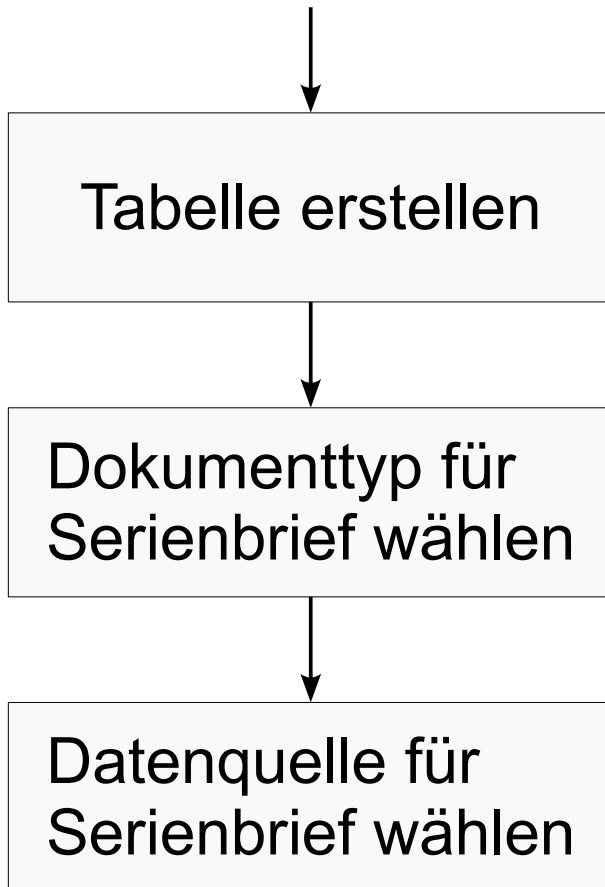 Tabelle erstellen
Dokumenttyp für
Serienbrief wählen
Datenquelle für
Serienbrief wählen